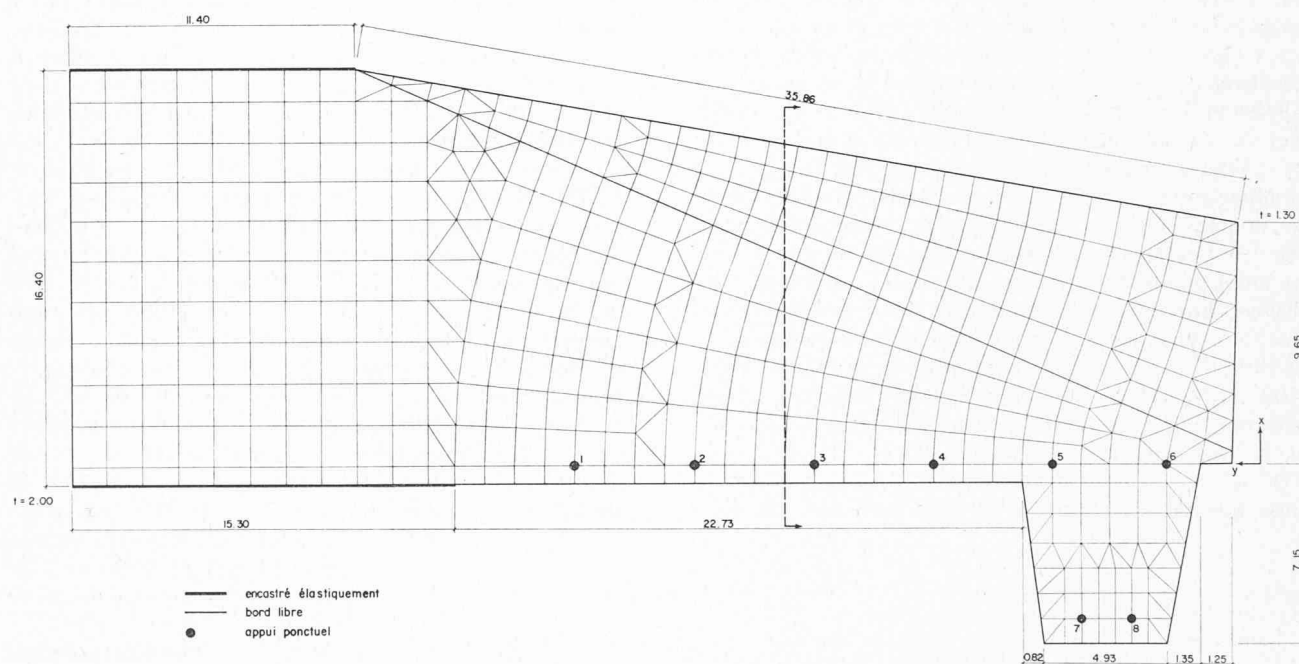 11.40
35.86
t = 1.30
16.40
9.65
x
y
1
2
3
4
5
6
t = 2.00
15.30
22.73
7.15
encastré élastiquement
bord libre
appui ponctuel
7
8
0.82
4.93
1.35
1.25